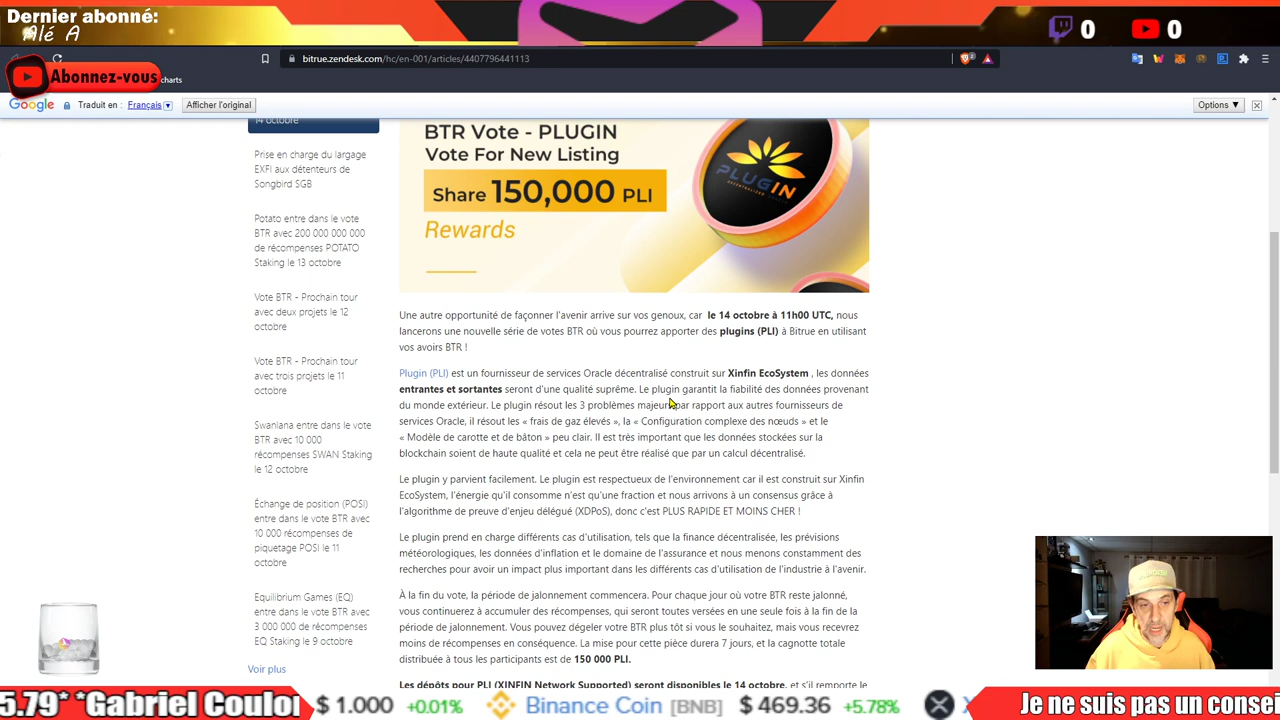 Dernier abonné:
Alé A
0
0
bitrue.zendesk.com/hc/en-001/articles/4407796441113
Abonnez-vous
charts
Google
Traduit en : Français
Afficher l'original
Options ▼
14 octobre
Prise en charge du largage
EXFI aux détenteurs de
Songbird SGB
Potato entre dans le vote
BTR avec 200 000 000 000
de récompenses POTATO
Staking le 13 octobre
Vote BTR - Prochain tour
avec deux projets le 12
octobre
Vote BTR - Prochain tour
avec trois projets le 11
octobre
Swanlana entre dans le vote
BTR avec 10 000
récompenses SWAN Staking
le 12 octobre
Échange de position (POSI)
entre dans le vote BTR avec
10 000 récompenses de
piquetage POSI le 11
octobre
Equilibrium Games (EQ)
entre dans le vote BTR avec
3 000 000 de récompenses
EQ Staking le 9 octobre
Voir plus
BTR Vote - PLUGIN
Vote For New Listing
Share 150,000 PLI
Rewards
PLUGIN
Une autre opportunité de façonner l'avenir arrive sur vos genoux, car le 14 octobre à 11h00 UTC, nous
lancerons une nouvelle série de votes BTR où vous pourrez apporter des plugins (PLI) à Bitrue en utilisant
vos avoirs BTR !
Plugin (PLI) est un fournisseur de services Oracle décentralisé construit sur Xinfin EcoSystem , les données
entrantes et sortantes seront d'une qualité suprême. Le plugin garantit la fiabilité des données provenant
du monde extérieur. Le plugin résout les 3 problèmes majeurs par rapport aux autres fournisseurs de
services Oracle, il résout les « frais de gaz élevés », la « Configuration complexe des nœuds » et le
« Modèle de carotte et de bâton » peu clair. Il est très important que les données stockées sur la
blockchain soient de haute qualité et cela ne peut être réalisé que par un calcul décentralisé.
Le plugin y parvient facilement. Le plugin est respectueux de l'environnement car il est construit sur Xinfin
EcoSystem, l'énergie qu'il consomme n'est qu'une fraction et nous arrivons à un consensus grâce à
l'algorithme de preuve d'enjeu délégué (XDPoS), donc c'est PLUS RAPIDE ET MOINS CHER !
Le plugin prend en charge différents cas d'utilisation, tels que la finance décentralisée, les prévisions
météorologiques, les données d'inflation et le domaine de l'assurance et nous menons constamment des
recherches pour avoir un impact plus important dans les différents cas d'utilisation de l'industrie à l'avenir.
À la fin du vote, la période de jalonnement commencera. Pour chaque jour où votre BTR reste jalonné,
vous continuerez à accumuler des récompenses, qui seront toutes versées en une seule fois à la fin de la
période de jalonnement. Vous pouvez dégeler votre BTR plus tôt si vous le souhaitez, mais vous recevrez
moins de récompenses en conséquence. La mise pour cette pièce durera 7 jours, et la cagnotte totale
distribuée à tous les participants est de 150 000 PLI.
Les dépôts pour PLI (XINFIN Network Supported) seront disponibles le 14 octobre, et s'il remporte le
5.79* *Gabriel Coulo
$ 1.000 +0.01% Binance Coin [BNB] $ 469.36 +5.78% X
Je ne suis pas un consei